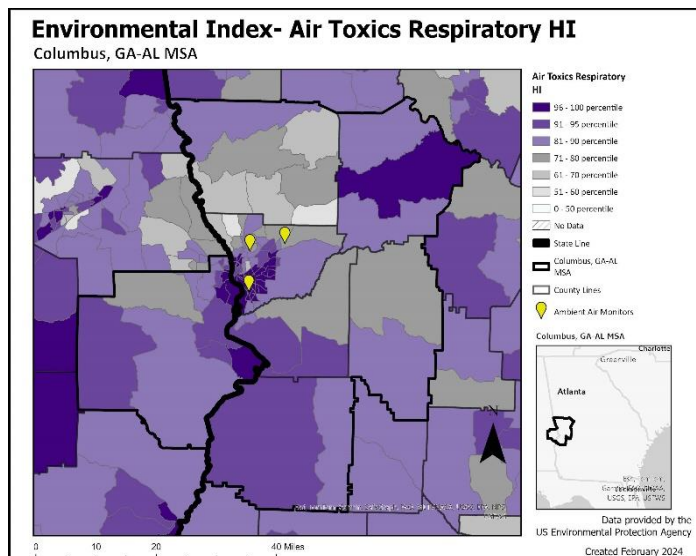 Environmental Index- Air Toxics Respiratory HI
Columbus, GA-AL MSA
Air Toxics Respiratory
HI
96 - 100 percentile
91 - 95 percentile
81 - 90 percentile
71 - 80 percentile
61 - 70 percentile
51 - 60 percentile
0 - 50 percentile
No Data
State Line
Columbus, GA-AL
MSA
County Lines
Ambient Air Monitors
Columbus, GA-AL MSA
Charlotte
Greenville
Atlanta
USGS, EPA, USFWS
N
0 10 20 40 Miles
Data provided by the
US Environmental Protection Agency
Created February 2024